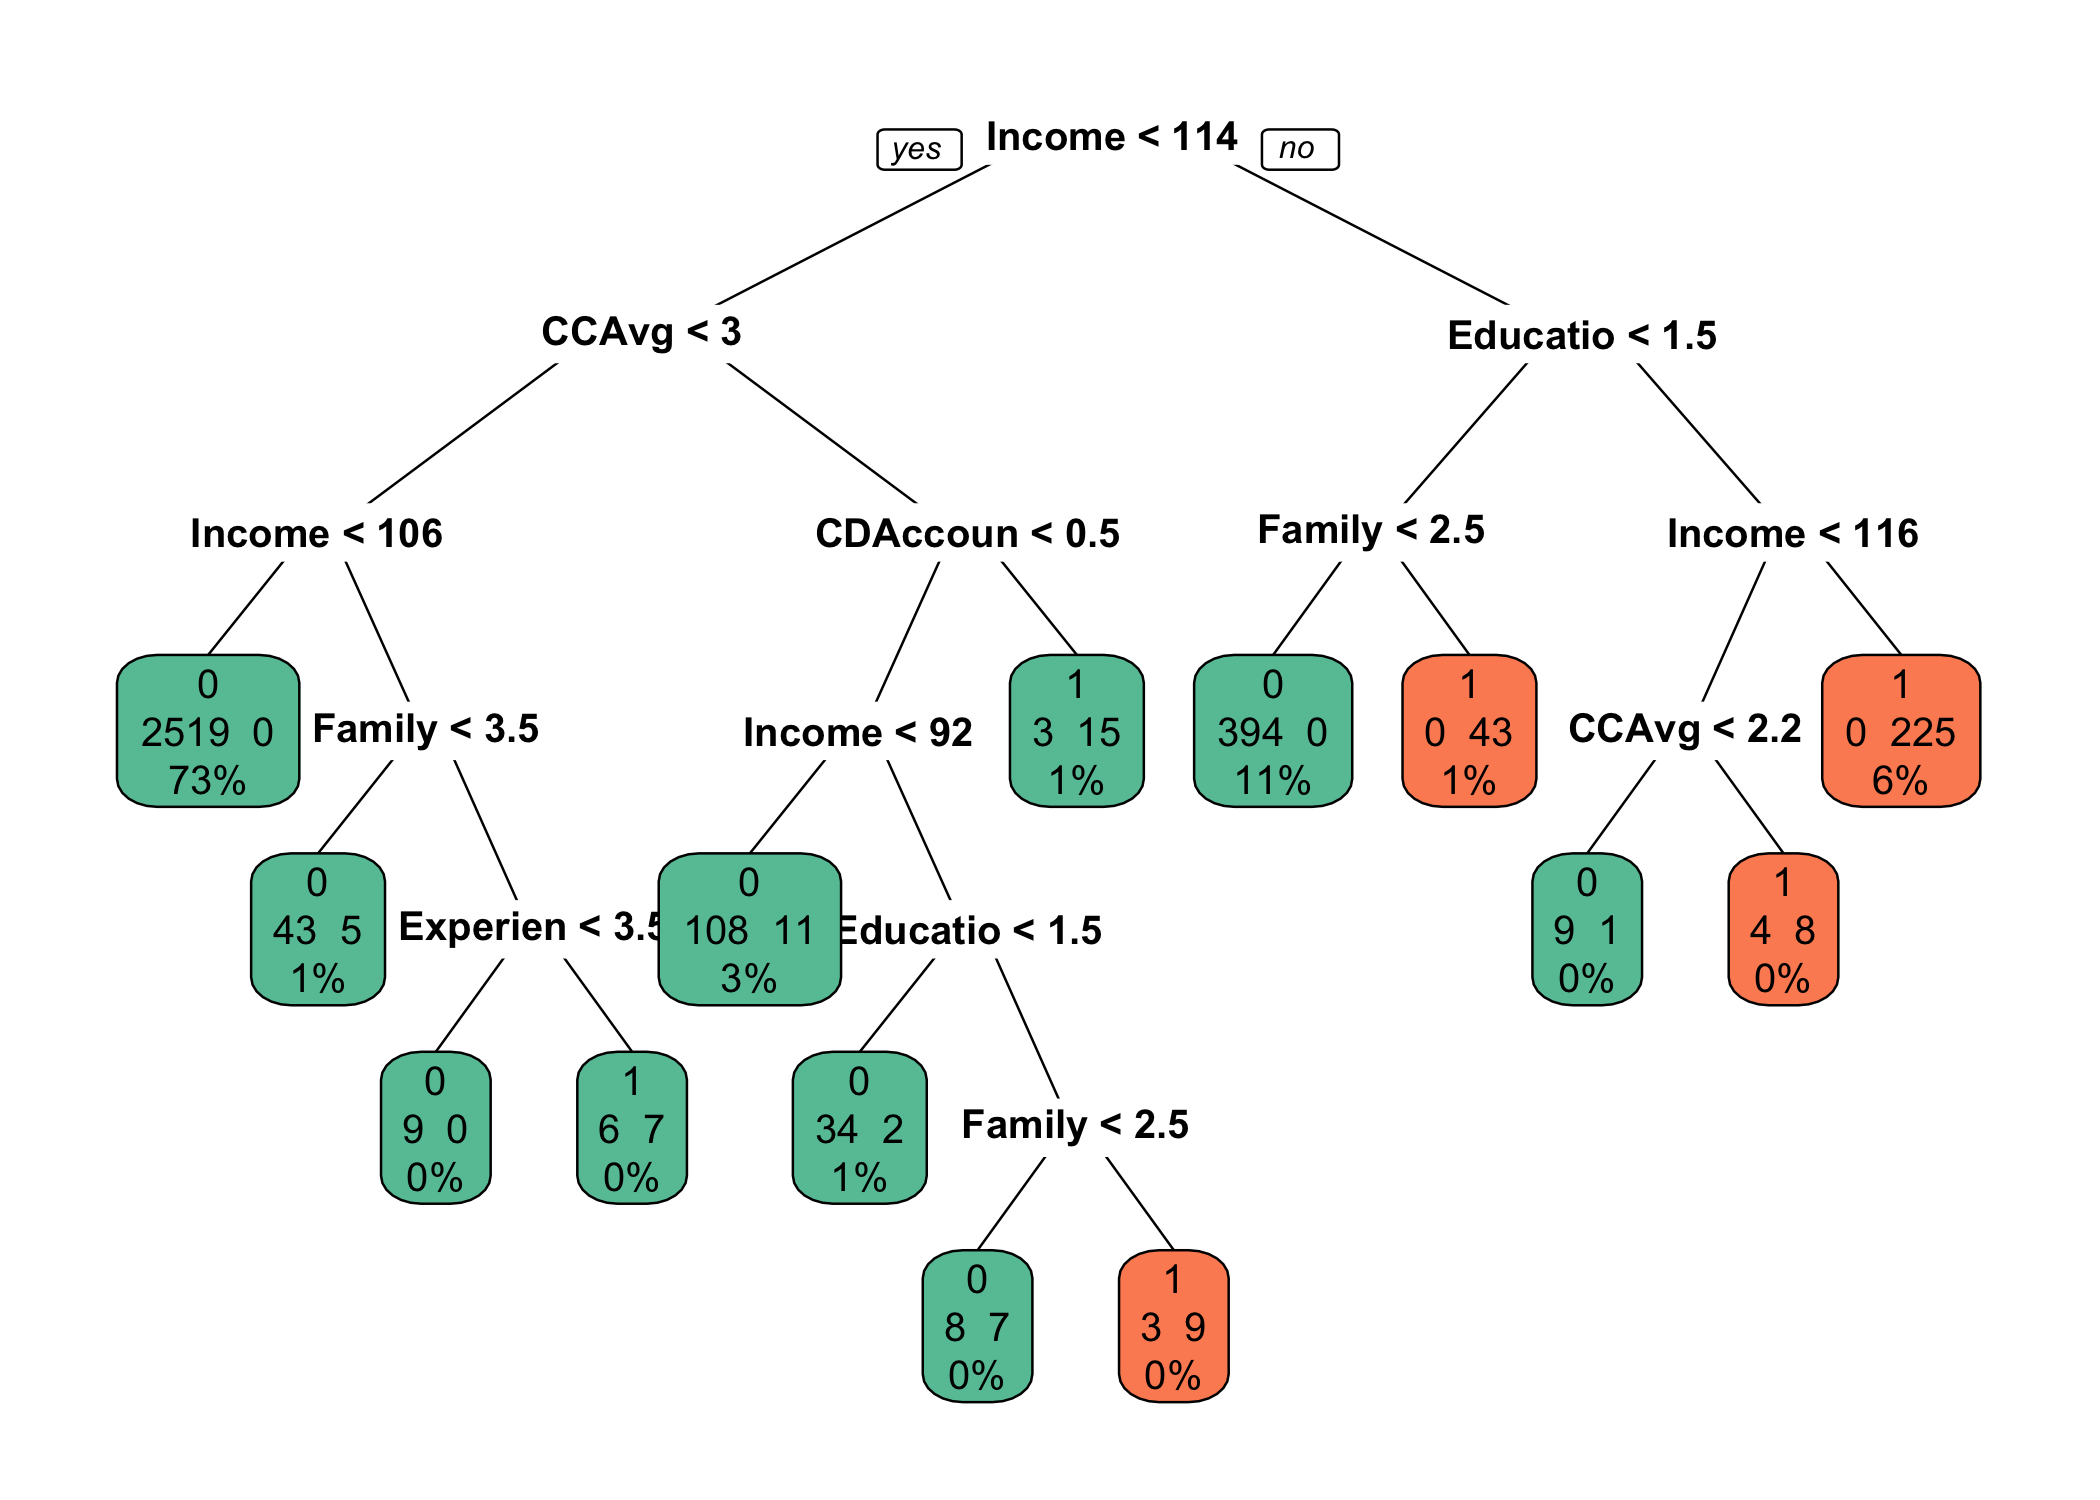 yes
Income < 114
no
CCAvg < 3
Educatio < 1.5
Income < 106
CDAccoun < 0.5
Family < 2.5
Income < 116
0
2519 0
73%
Family < 3.5
Income < 92
1
3 15
1%
0
394 0
11%
1
0 43
1%
CCAvg < 2.2
1
0 225
6%
0
43 5
1%
Experien < 3.5
0
108 11
3%
Educatio < 1.5
0
9 1
0%
1
4 8
0%
0
9 0
0%
1
6 7
0%
0
34 2
1%
Family < 2.5
0
8 7
0%
1
3 9
0%